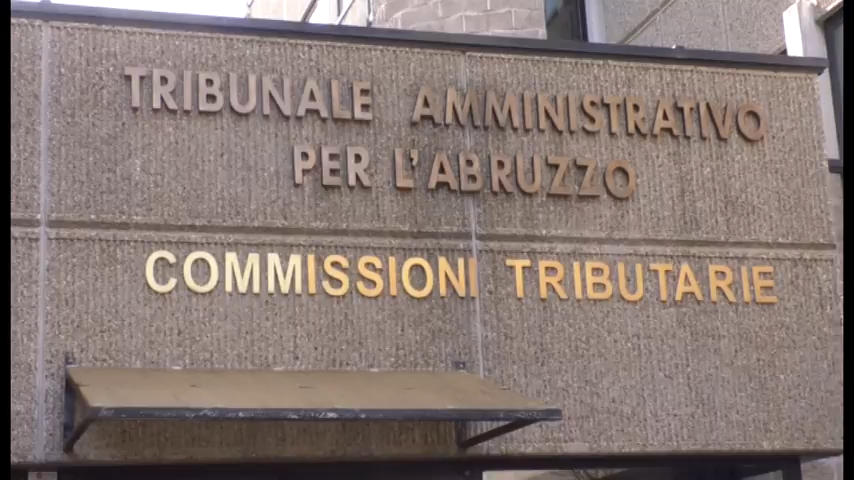 TRIBUNALE AMMINISTRATIVO
PER L'ABRUZZO
COMMISSIONI TRIBUTARIE